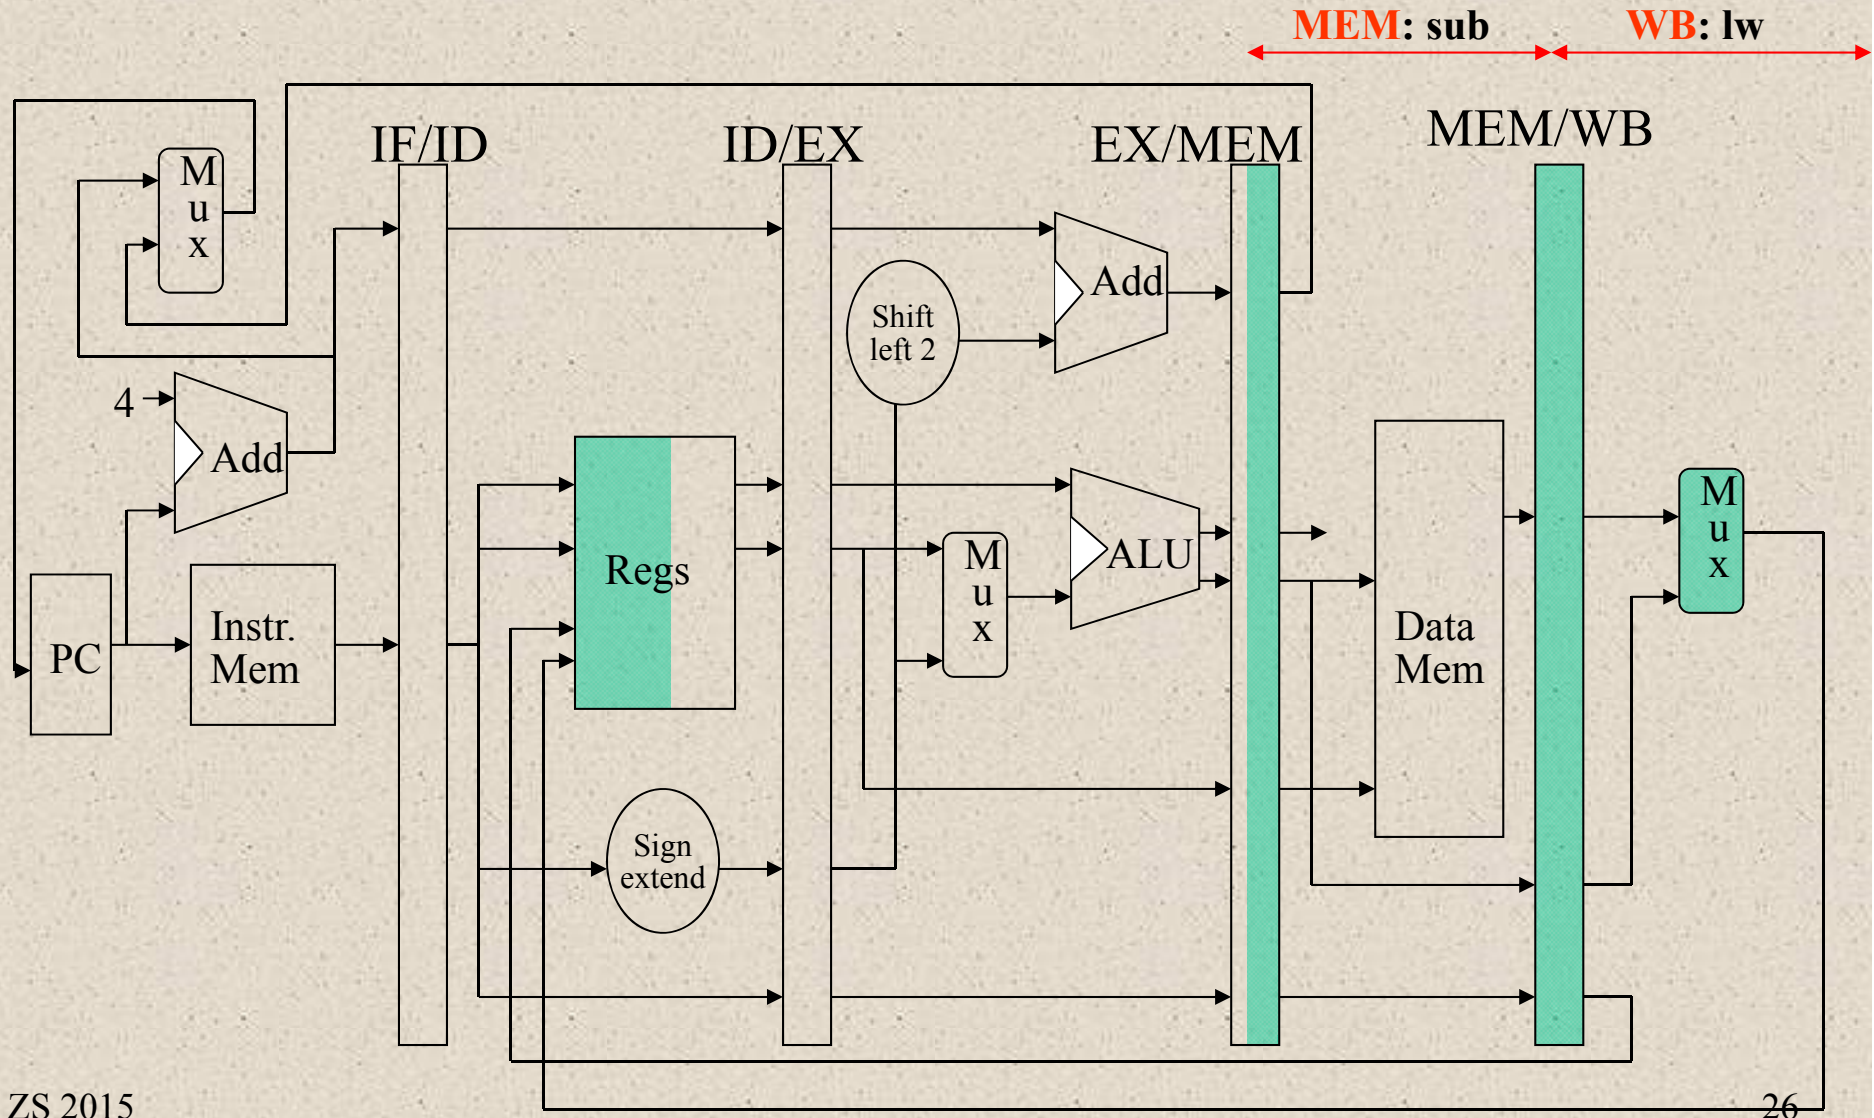 MEM: sub
WB: lw
IF/ID
ID/EX
EX/MEM
MEM/WB
M
u
x
Add
Shift
left 2
4
Add
Regs
M
u
x
ALU
M
u
x
PC
Instr.
Mem
Data
Mem
Sign
extend
ZS 2015
26